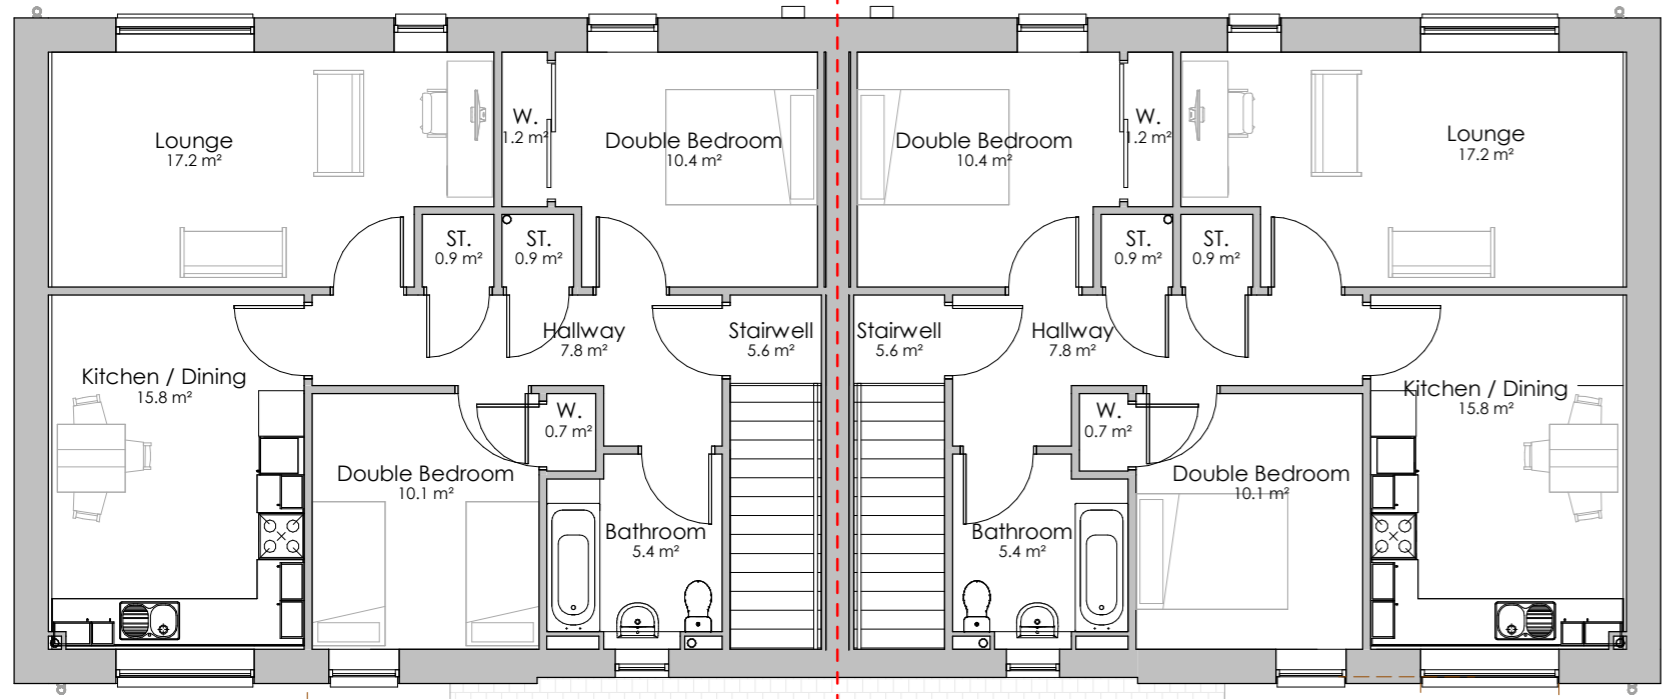 Lounge
17.2 m²
W.
1.2 m²
Double Bedroom
10.4 m²
Double Bedroom
10.4 m²
W.
1.2 m²
Lounge
17.2 m²
ST.
0.9 m²
ST.
0.9 m²
ST.
0.9 m²
ST.
0.9 m²
Hallway
7.8 m²
Stairwell
5.6 m²
Stairwell
5.6 m²
Hallway
7.8 m²
Kitchen / Dining
15.8 m²
W.
0.7 m²
W.
0.7 m²
Kitchen / Dining
15.8 m²
Double Bedroom
10.1 m²
Double Bedroom
10.1 m²
Bathroom
5.4 m²
Bathroom
5.4 m²